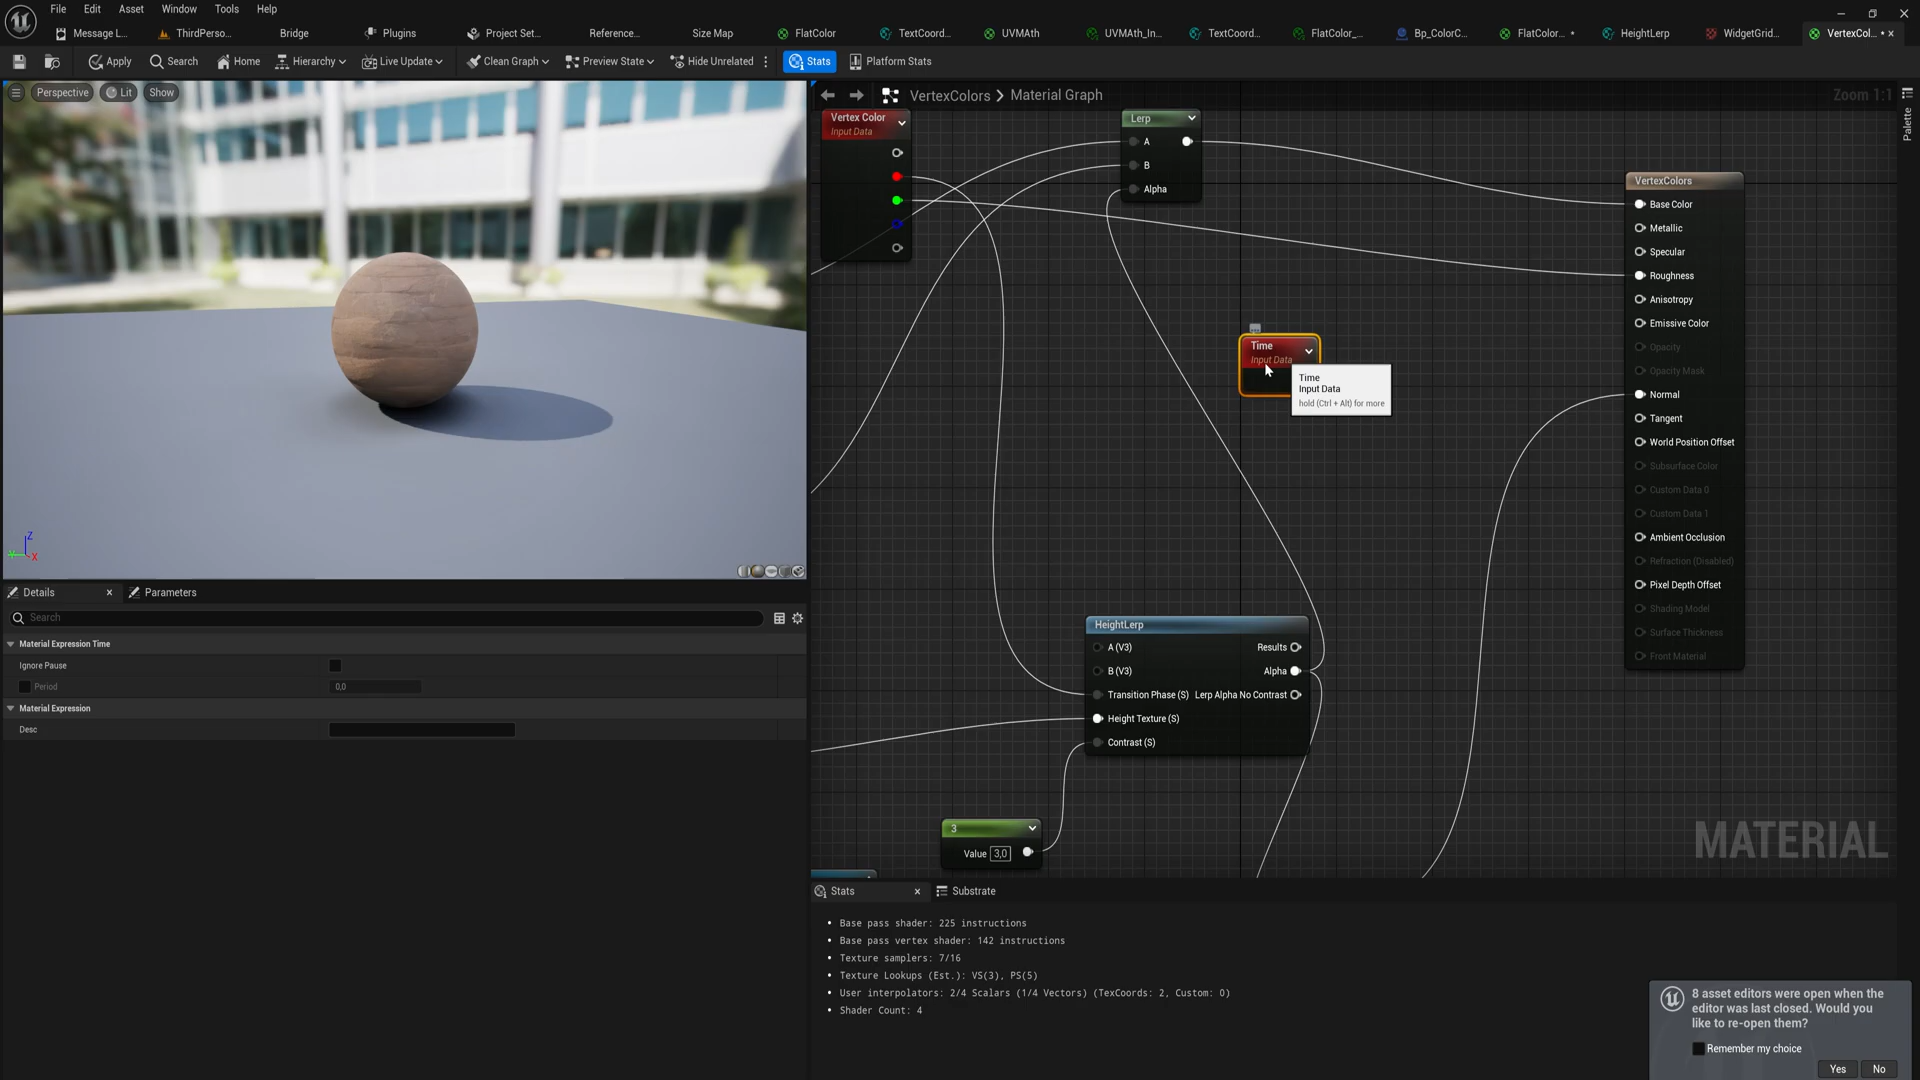 File Edit Window Asset Tools Help
Message L... ThirdPerso... Bridge Plugins Project Set... Reference... Size Map FlatColor TextCoord... UVMAth UVMAth_In... TextCoord... FlatColor_... Bp_ColorC... FlatColor... • HeightLerp WidgetGrid... VertexCol... •
Apply Search Home Hierarchy Live Update Clean Graph Preview State Hide Unrelated Stats Platform Stats
Perspective Lit Show
VertexColors > Material Graph
Zoom 1:1
Palette
Vertex Color
Input Data
Lerp
A
B
Alpha
Time
Input Data
Time
Input Data
hold (Ctrl + Alt) for more
VertexColors
Base Color
Metallic
Specular
Roughness
Anisotropy
Emissive Color
Opacity
Opacity Mask
Normal
Tangent
World Position Offset
Subsurface Color
Custom Data 0
Custom Data 1
Ambient Occlusion
Refraction (Disabled)
Pixel Depth Offset
Shading Model
Surface Thickness
Front Material
HeightLerp
A (V3) Results
B (V3) Alpha
Transition Phase (S) Lerp Alpha No Contrast
Height Texture (S)
Contrast (S)
3
Value 3,0
MATERIAL
Z
Y
X
Details Parameters
Search
Material Expression Time
Ignore Pause
Period 0,0
Material Expression
Desc
Stats Substrate
• Base pass shader: 225 instructions
• Base pass vertex shader: 142 instructions
• Texture samplers: 7/16
• Texture Lookups (Est.): VS(3), PS(5)
• User interpolators: 2/4 Scalars (1/4 Vectors) (TexCoords: 2, Custom: 0)
• Shader Count: 4
8 asset editors were open when the
editor was last closed. Would you
like to re-open them?
Remember my choice
Yes No